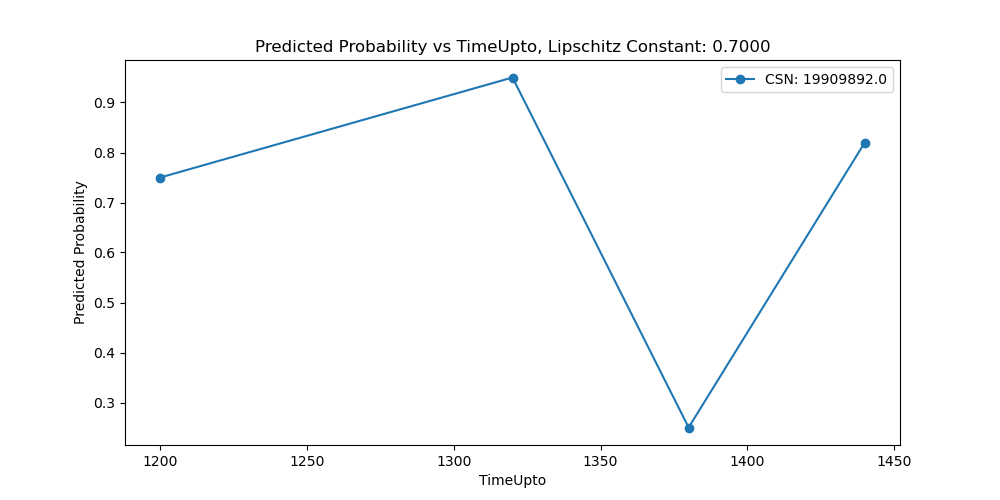 Predicted Probability vs TimeUpto, Lipschitz Constant: 0.7000
CSN: 19909892.0
Predicted Probability
0.9
0.8
0.7
0.6
0.5
0.4
0.3
1200 1250 1300 1350 1400 1450
TimeUpto